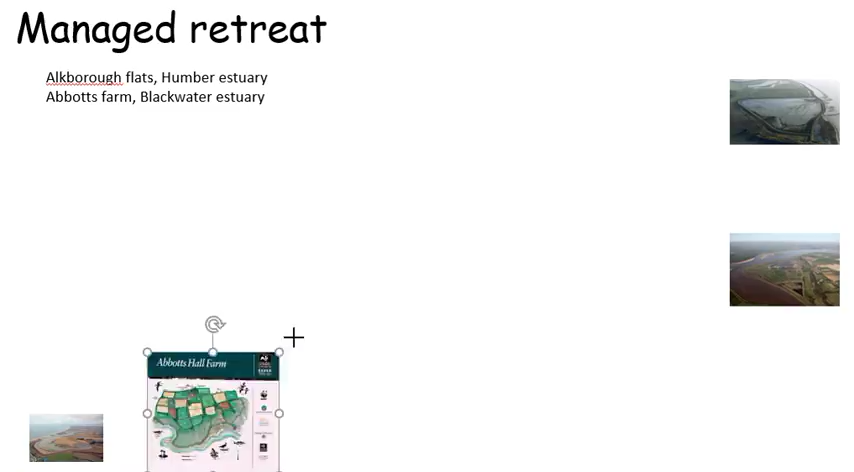 Managed retreat
Alkborough flats, Humber estuary
Abbotts farm, Blackwater estuary
Abbotts Hall Farm